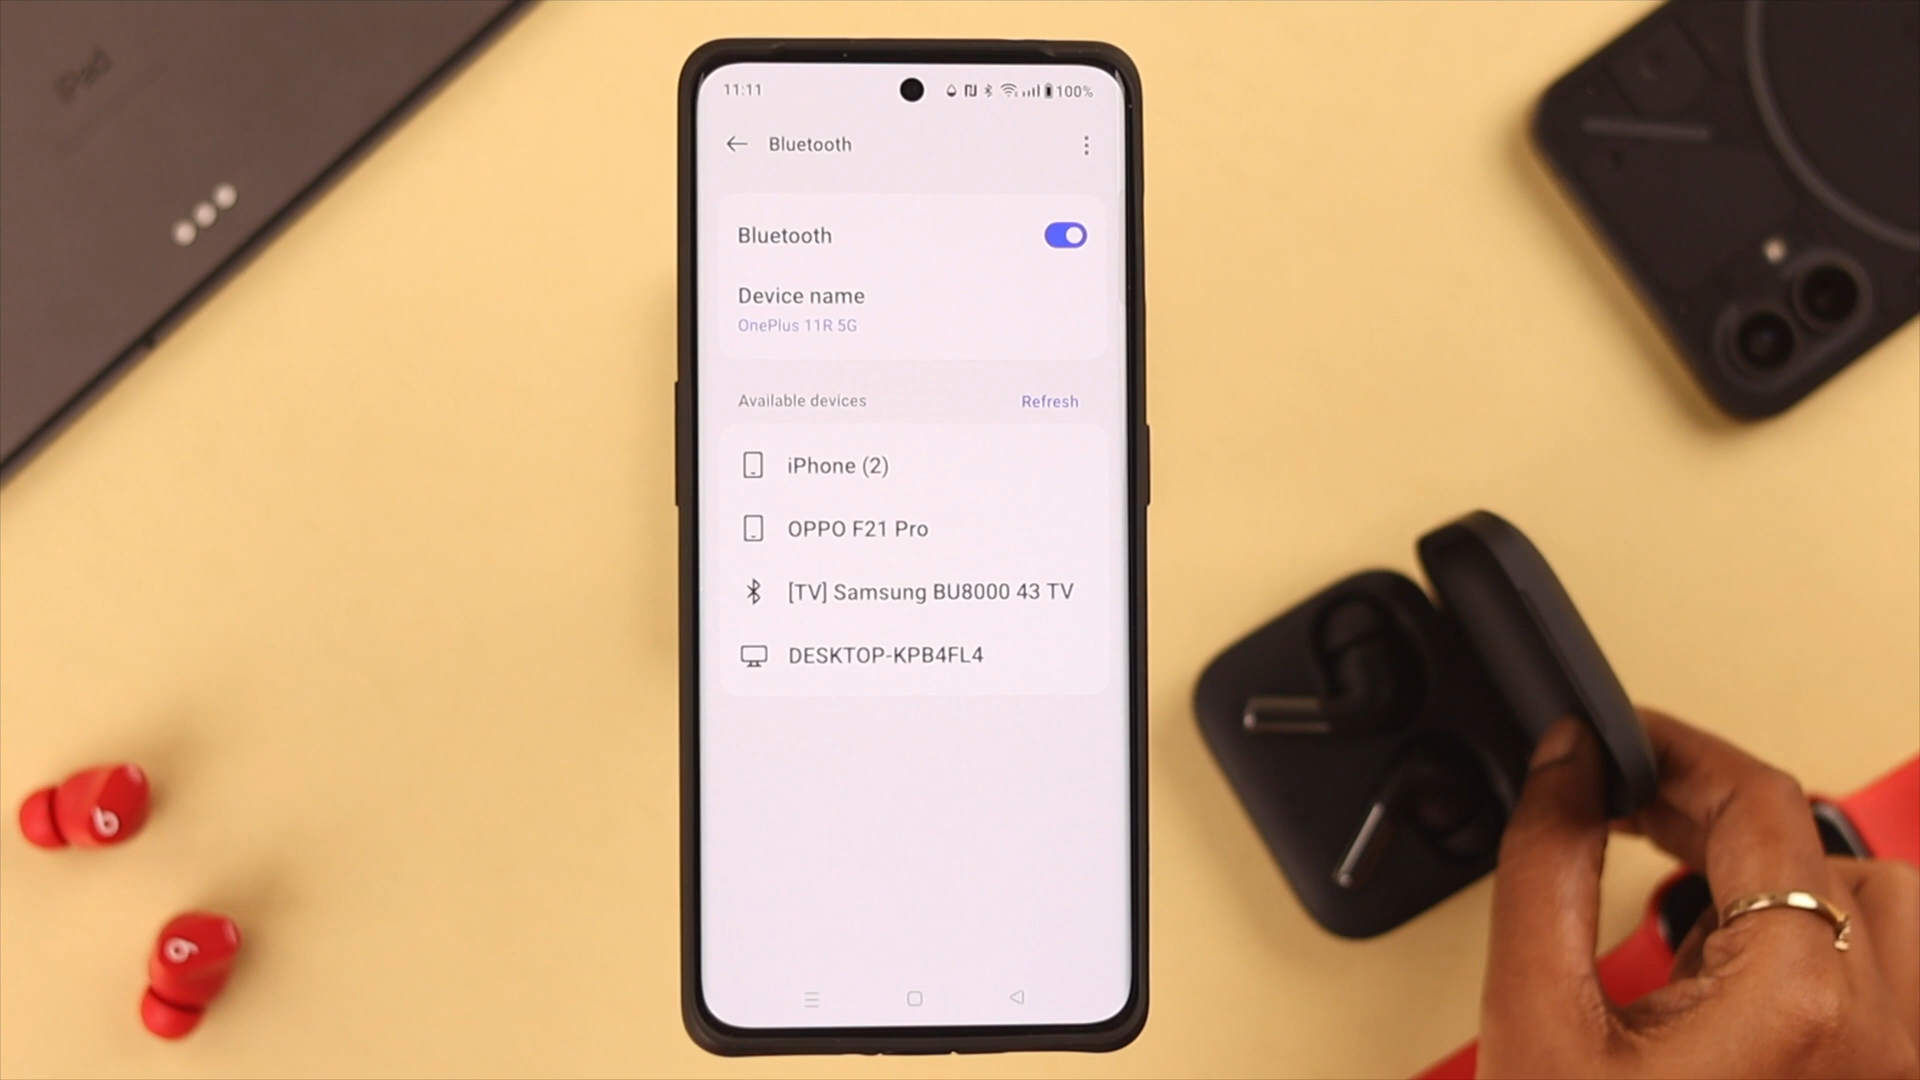 iPad
11:11
100%
Bluetooth
Bluetooth
Device name
OnePlus 11R 5G
Available devices
Refresh
iPhone (2)
OPPO F21 Pro
[TV] Samsung BU8000 43 TV
DESKTOP-KPB4FL4